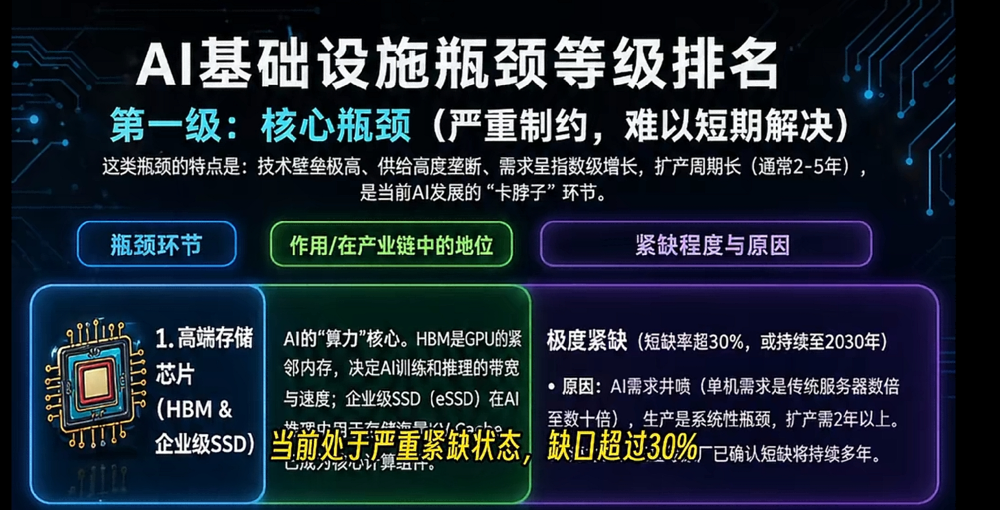 AI基础设施瓶颈等级排名
第一级：核心瓶颈（严重制约，难以短期解决）
这类瓶颈的特点是：技术壁垒极高、供给高度垄断、需求呈指数级增长，扩产周期长（通常2-5年），
是当前AI发展的“卡脖子”环节。
瓶颈环节
作用/在产业链中的地位
紧缺程度与原因
1.高端存储
芯片
（HBM &
企业级SSD）
AI的“算力”核心。HBM是GPU的紧
邻内存，决定AI训练和推理的带宽
与速度；企业级SSD（eSSD）在AI
推理中用于存储海量KV Cache
已成为核心计算组件。
极度紧缺（短缺率超30%，或持续至2030年）
• 原因：AI需求井喷（单机需求是传统服务器数倍
至数十倍），生产是系统性瓶颈，扩产需2年以上。
厂已确认短缺将持续多年。
当前处于严重紧缺状态，缺口超过30%